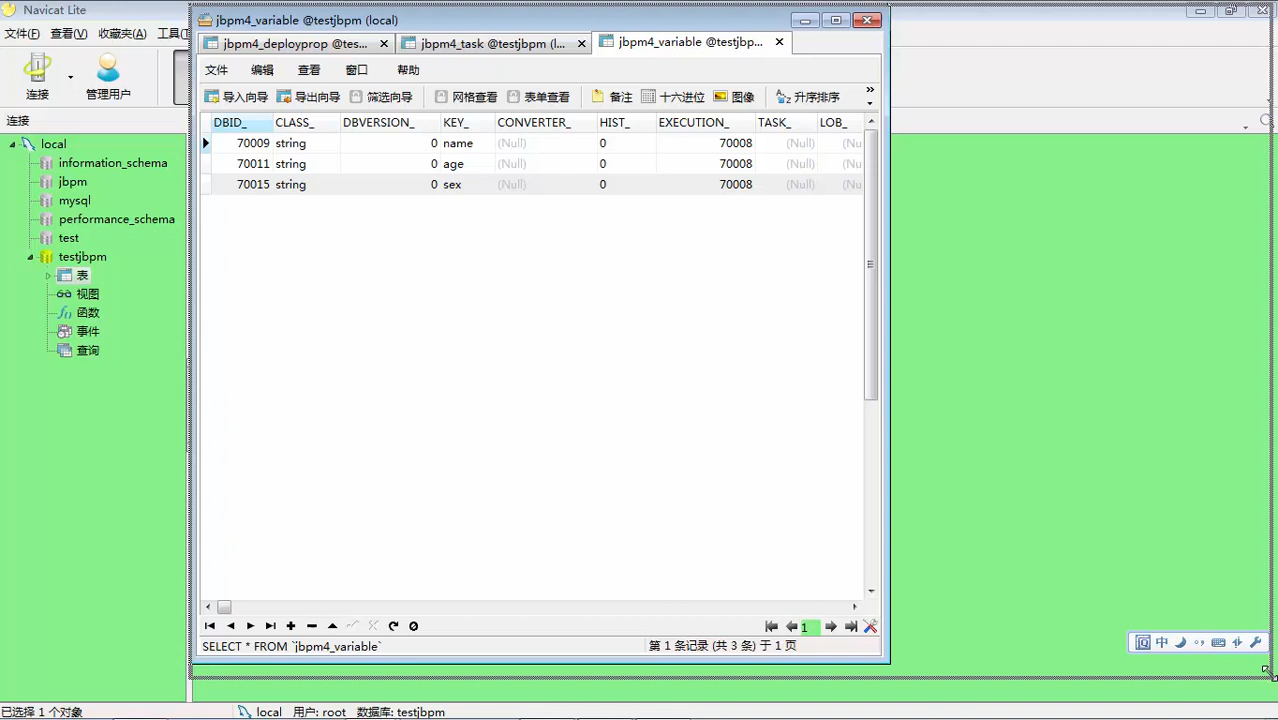 Navicat Lite
文件(F) 查看(V) 收藏夹(A) 工具(
连接 管理用户
连接
local
information_schema
jbpm
mysql
performance_schema
test
testjbpm
表
视图
函数
事件
查询
jbpm4_variable @testjbpm (local)
jbpm4_deployprop @tes... jbpm4_task @testjbpm (l... jbpm4_variable @testjbp...
文件 编辑 查看 窗口 帮助
导入向导 导出向导 筛选向导 网格查看 表单查看 备注 十六进位 图像 升序排序
DBID_ CLASS_ DBVERSION_ KEY_ CONVERTER_ HIST_ EXECUTION_ TASK_ LOB_
70009 string 0 name (Null) 0 70008 (Null) (Nu
70011 string 0 age (Null) 0 70008 (Null) (Nu
70015 string 0 sex (Null) 0 70008 (Null) (Nu
1
SELECT * FROM `jbpm4_variable` 第 1 条记录 (共 3 条) 于 1 页
中
已选择 1 个对象 local 用户: root 数据库: testjbpm